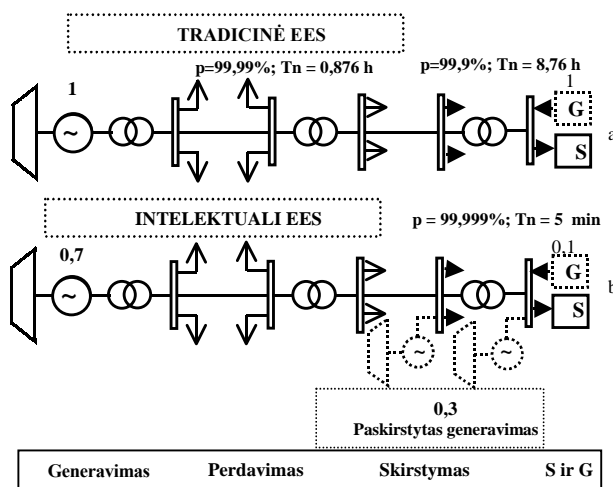 TRADICINĖ EES
p=99,99%; Tn = 0,876 h
p=99,9%; Tn = 8,76 h
1
1
~
G
S
a
INTELEKTUALI EES
p = 99,999%; Tn = 5 min
0,7
0,1
~
G
S
b
~
~
0,3
Paskirstytas generavimas
Generavimas Perdavimas Skirstymas S ir G